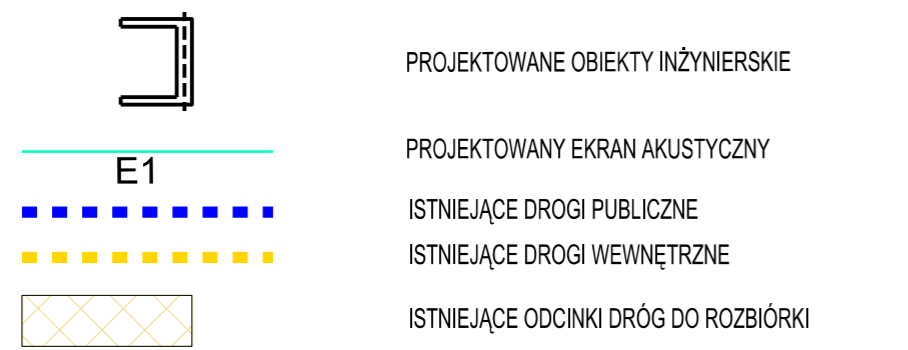 PROJEKTOWANE OBIEKTY INŻYNIERSKIE
PROJEKTOWANY EKRAN AKUSTYCZNY
E1
ISTNIEJĄCE DROGI PUBLICZNE
ISTNIEJĄCE DROGI WEWNĘTRZNE
ISTNIEJĄCE ODCINKI DRÓG DO ROZBIÓRKI